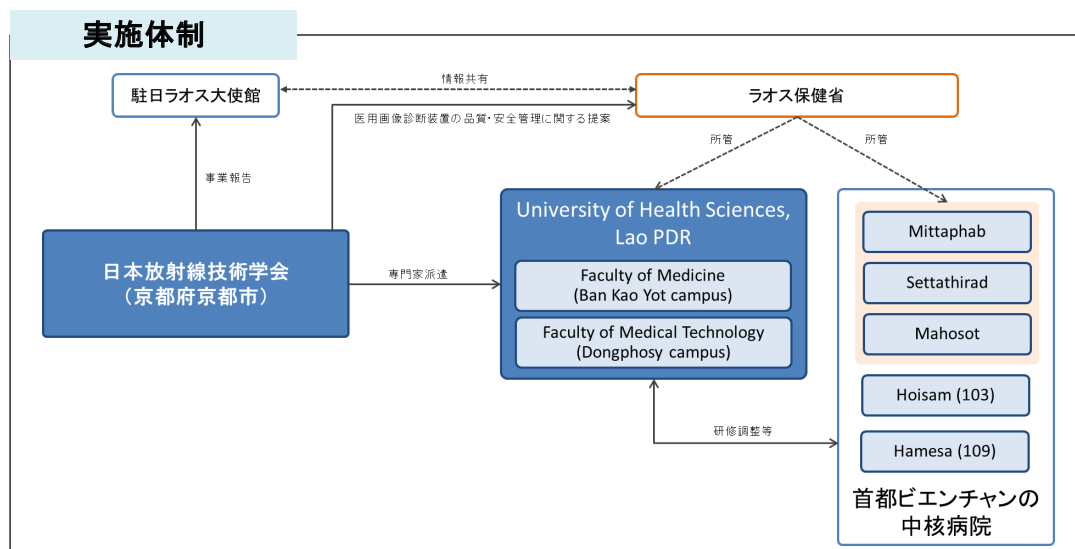 実施体制
駐日ラオス大使館
情報共有
ラオス保健省
医用画像診断装置の品質・安全管理に関する提案
事業報告
所管
所管
日本放射線技術学会
（京都府京都市）
専門家派遣
University of Health Sciences,
Lao PDR
Faculty of Medicine
(Ban Kao Yot campus)
Faculty of Medical Technology
(Dongphosy campus)
研修調整等
Mittaphab
Settathirad
Mahosot
Hoisam (103)
Hamesa (109)
首都ビエンチャンの
中核病院